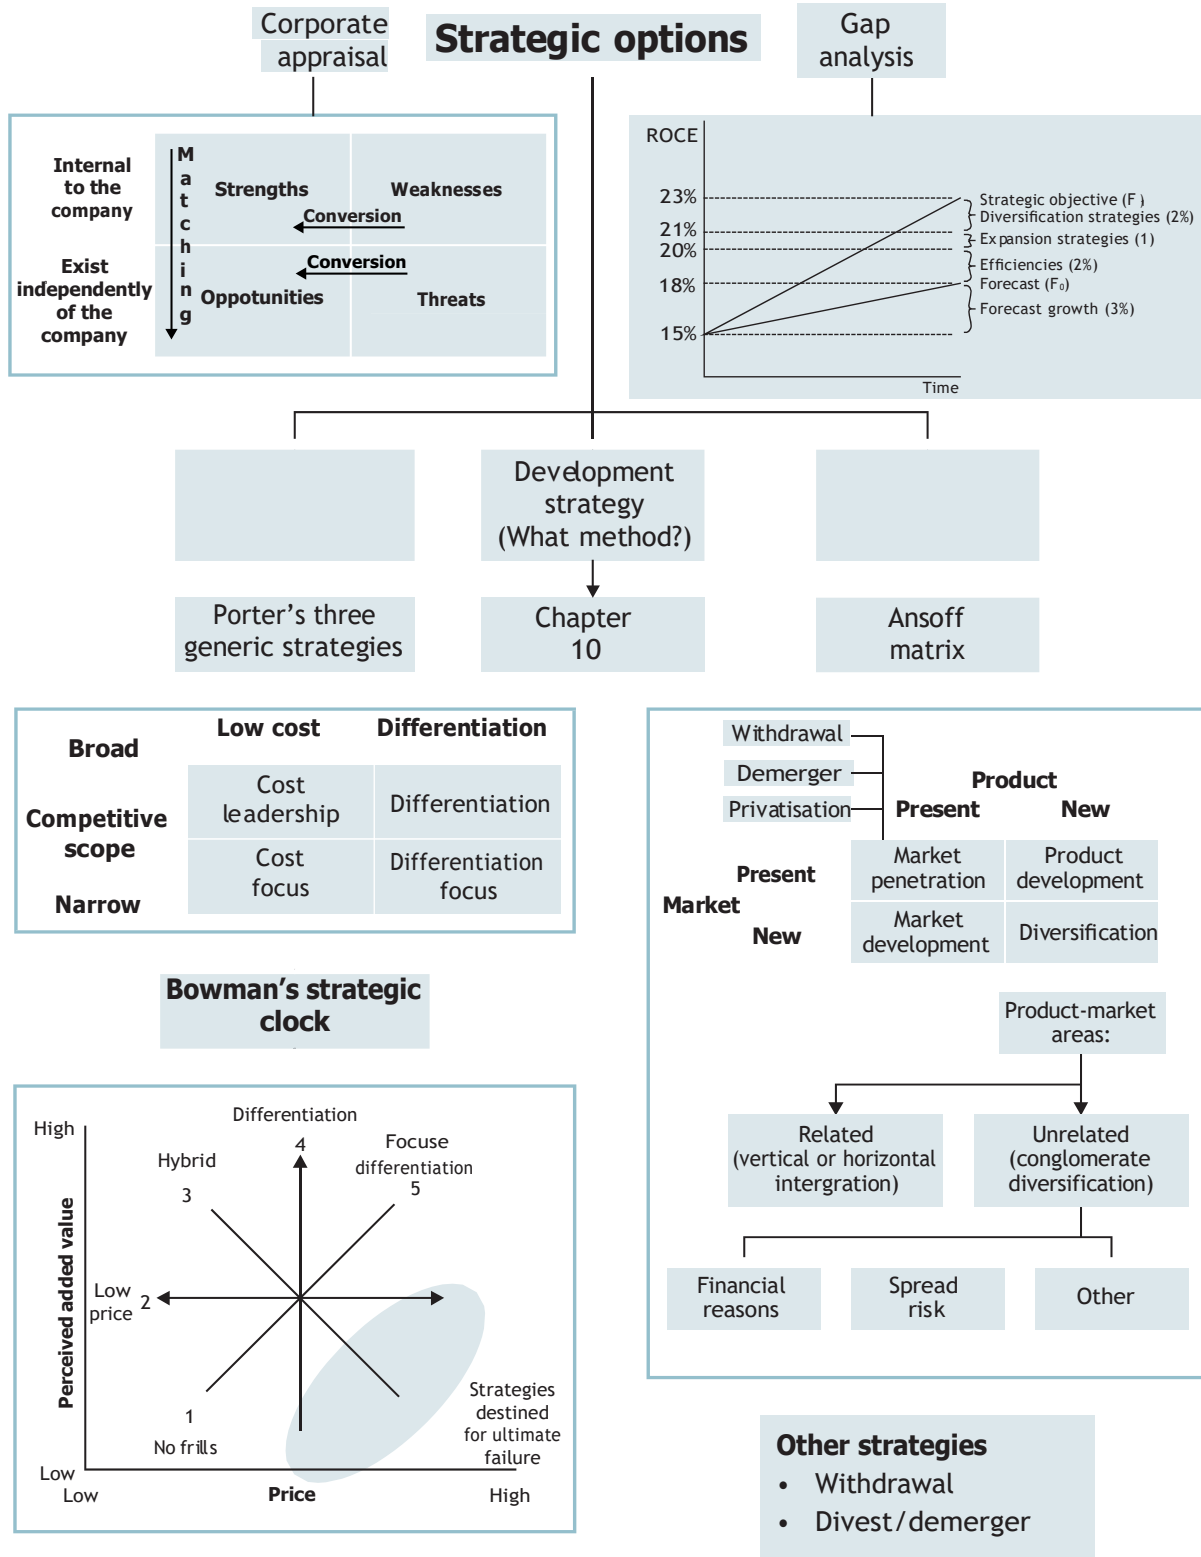 Strategic options
Corporate
appraisal
Gap
analysis
Internal
to the
company
Exist
independently
of the
company
Matching
Strengths
Weaknesses
Conversion
Conversion
Oppotunities
Threats
ROCE
23%
21%
20%
18%
15%
Strategic objective (F₁)
Diversification strategies (2%)
Expansion strategies (1)
Efficiencies (2%)
Forecast (F₀)
Forecast growth (3%)
Time
Development
strategy
(What method?)
Porter's three
generic strategies
Chapter
10
Ansoff
matrix
Low cost
Differentiation
Broad
Competitive
scope
Narrow
Cost
leadership
Differentiation
Cost
focus
Differentiation
focus
Withdrawal
Demerger
Privatisation
Product
Present
New
Present
Market
New
Market
penetration
Product
development
Market
development
Diversification
Product-market
areas:
Related
(vertical or horizontal
intergration)
Unrelated
(conglomerate
diversification)
Financial
reasons
Spread
risk
Other
Bowman's strategic
clock
High
Perceived added value
Low
Low
Price
High
Differentiation
4
Hybrid
3
Focuse
differentiation
5
Low
price
2
1
No frills
Strategies
destined
for ultimate
failure
Other strategies
• Withdrawal
• Divest/demerger